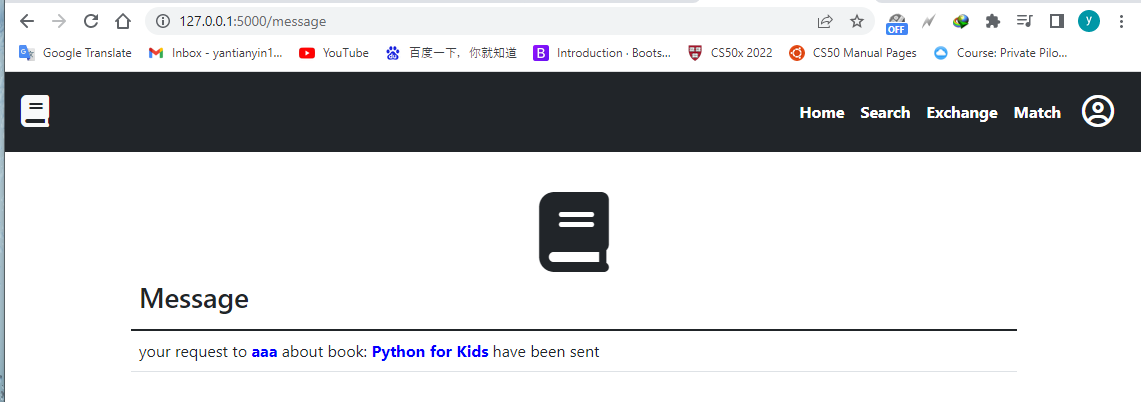 127.0.0.1:5000/message
OFF
y
Google Translate Inbox - yantianyin1... YouTube 百度一下，你就知道 Introduction · Boots... CS50x 2022 CS50 Manual Pages Course: Private Pilo...
Home Search Exchange Match
Message
your request to aaa about book: Python for Kids have been sent